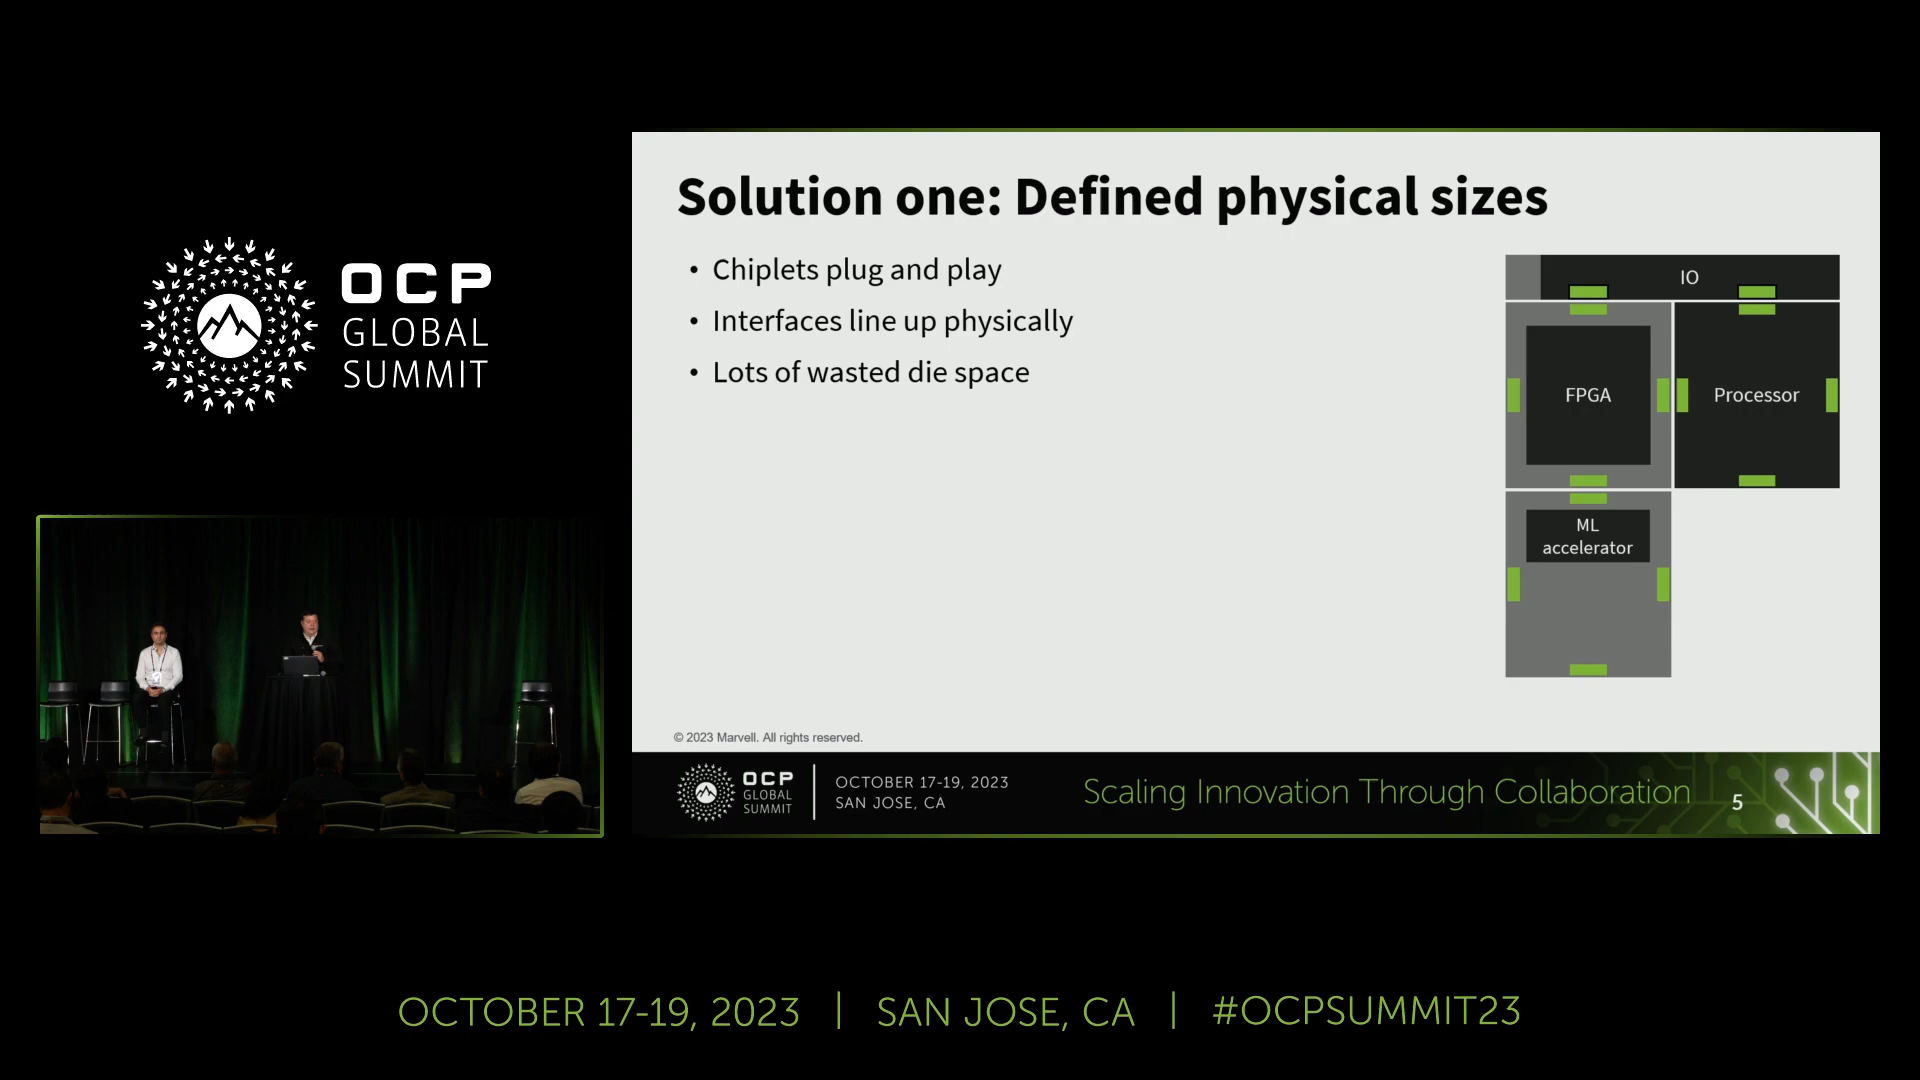 OCP
GLOBAL
SUMMIT
Solution one: Defined physical sizes
• Chiplets plug and play
• Interfaces line up physically
• Lots of wasted die space
IO
FPGA
Processor
ML
accelerator
© 2023 Marvell. All rights reserved.
OCP
GLOBAL
SUMMIT
OCTOBER 17-19, 2023
SAN JOSE, CA
Scaling Innovation Through Collaboration
5
OCTOBER 17-19, 2023 | SAN JOSE, CA | #OCPSUMMIT23